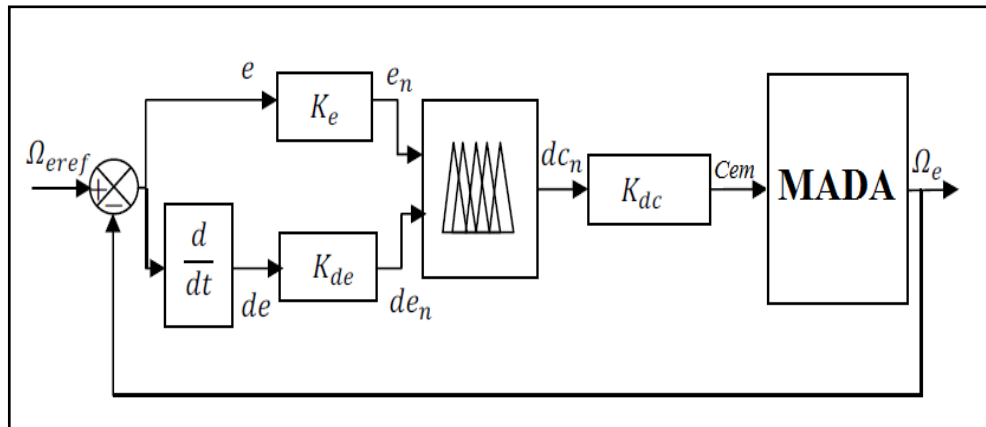 Ω_eref
+
−
e
K_e
e_n
d/dt
de
K_de
de_n
dc_n
K_dc
Cem
MADA
Ω_e